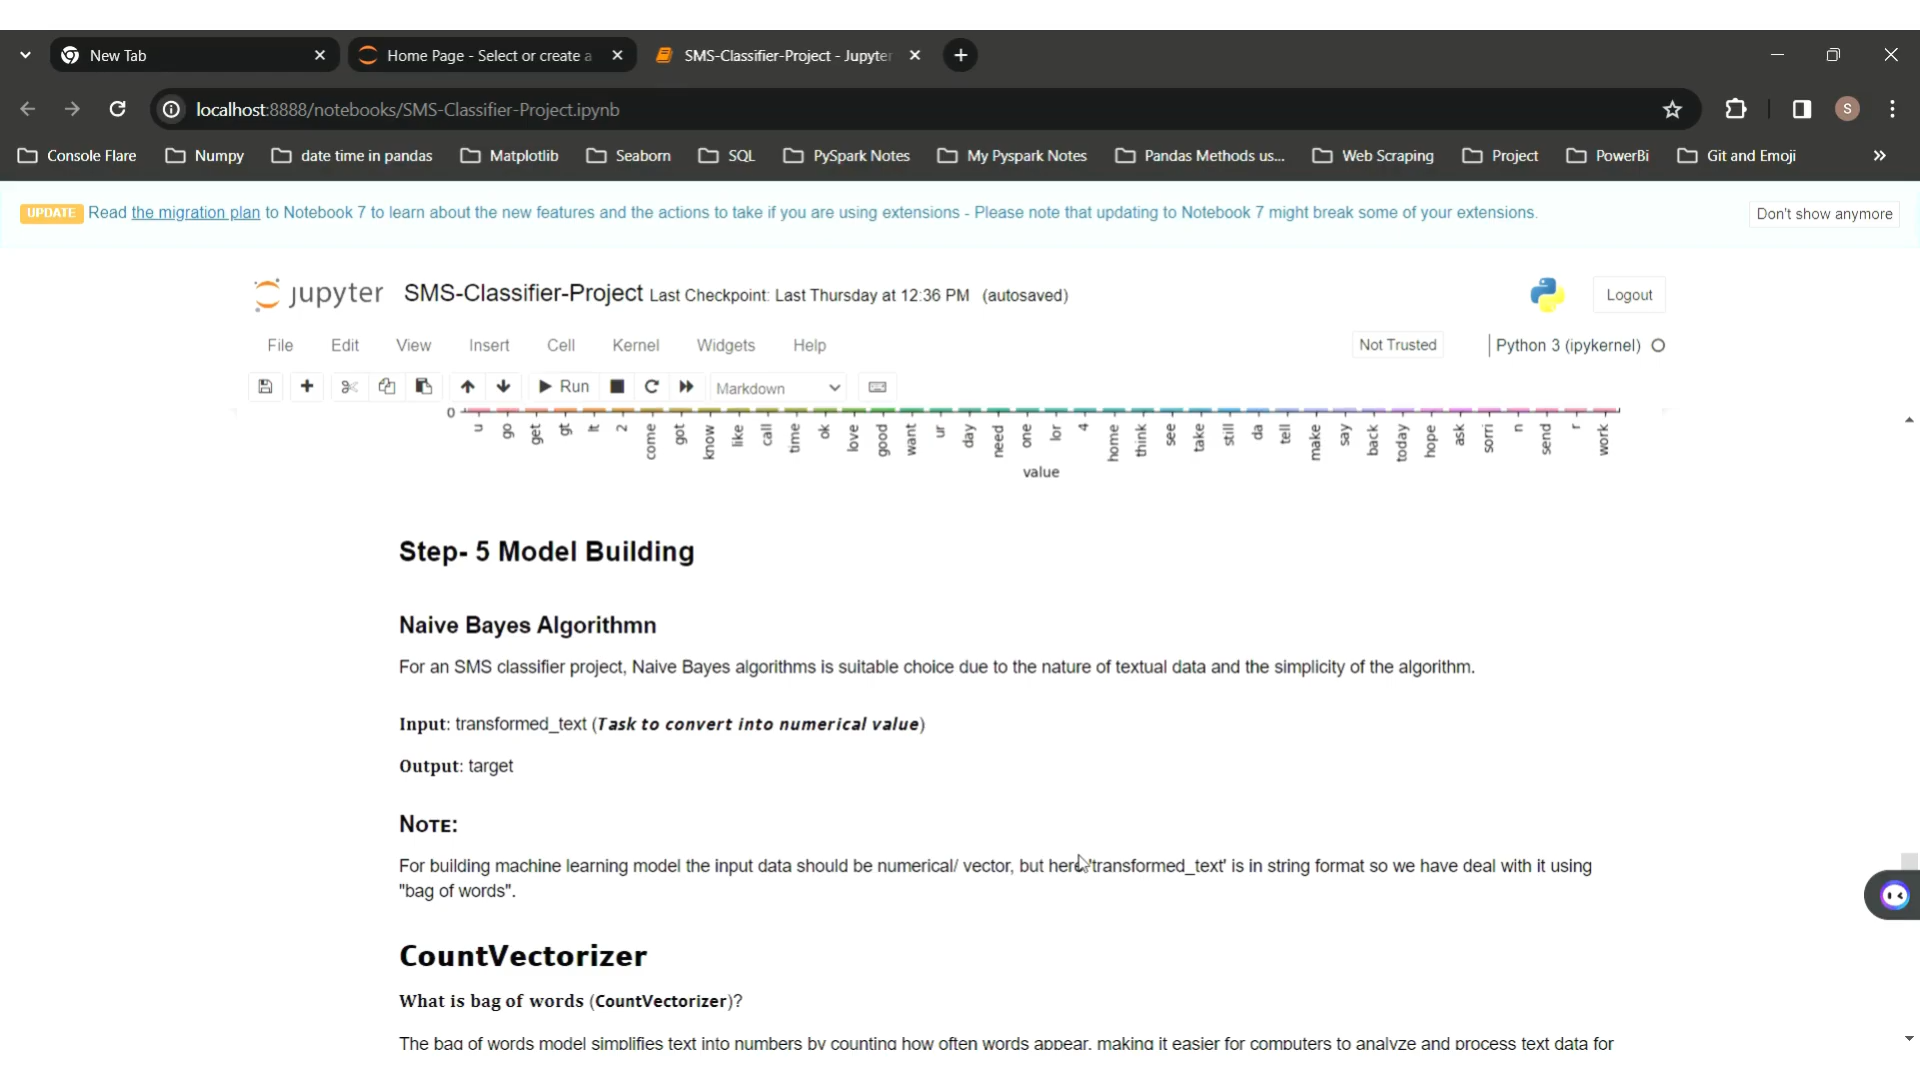 New Tab
Home Page - Select or create a
SMS-Classifier-Project - Jupyter
localhost:8888/notebooks/SMS-Classifier-Project.ipynb
S
Console Flare
Numpy
date time in pandas
Matplotlib
Seaborn
SQL
PySpark Notes
My Pyspark Notes
Pandas Methods us...
Web Scraping
Project
PowerBi
Git and Emoji
UPDATE Read the migration plan to Notebook 7 to learn about the new features and the actions to take if you are using extensions - Please note that updating to Notebook 7 might break some of your extensions.
Don't show anymore
jupyter SMS-Classifier-Project Last Checkpoint: Last Thursday at 12:36 PM (autosaved)
Logout
File Edit View Insert Cell Kernel Widgets Help
Not Trusted
Python 3 (ipykernel)
Run
Markdown
0
u go get gt lt 2 come got know like call time ok love good want ur day need one lor 4 home think see take still da tell make say back today hope ask sorri n send r work
value
Step- 5 Model Building
Naive Bayes Algorithmn
For an SMS classifier project, Naive Bayes algorithms is suitable choice due to the nature of textual data and the simplicity of the algorithm.
Input: transformed_text (Task to convert into numerical value)
Output: target
NOTE:
For building machine learning model the input data should be numerical/ vector, but here 'transformed_text' is in string format so we have deal with it using
"bag of words".
CountVectorizer
What is bag of words (CountVectorizer)?
The bag of words model simplifies text into numbers by counting how often words appear, making it easier for computers to analyze and process text data for